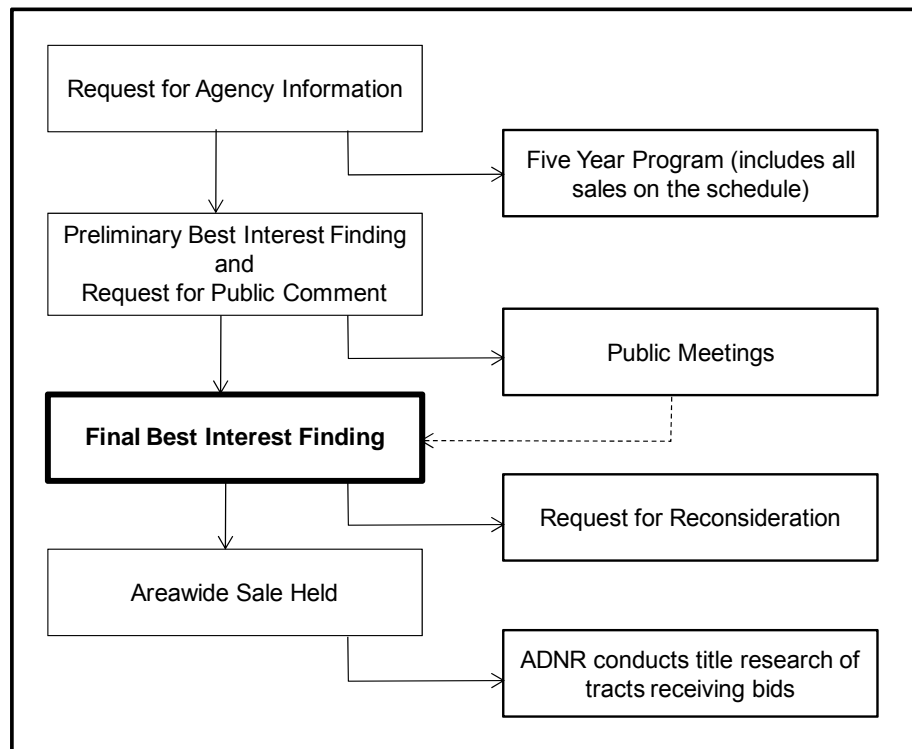 Request for Agency Information
Five Year Program (includes all
sales on the schedule)
Preliminary Best Interest Finding
and
Request for Public Comment
Public Meetings
Final Best Interest Finding
Request for Reconsideration
Areawide Sale Held
ADNR conducts title research of
tracts receiving bids